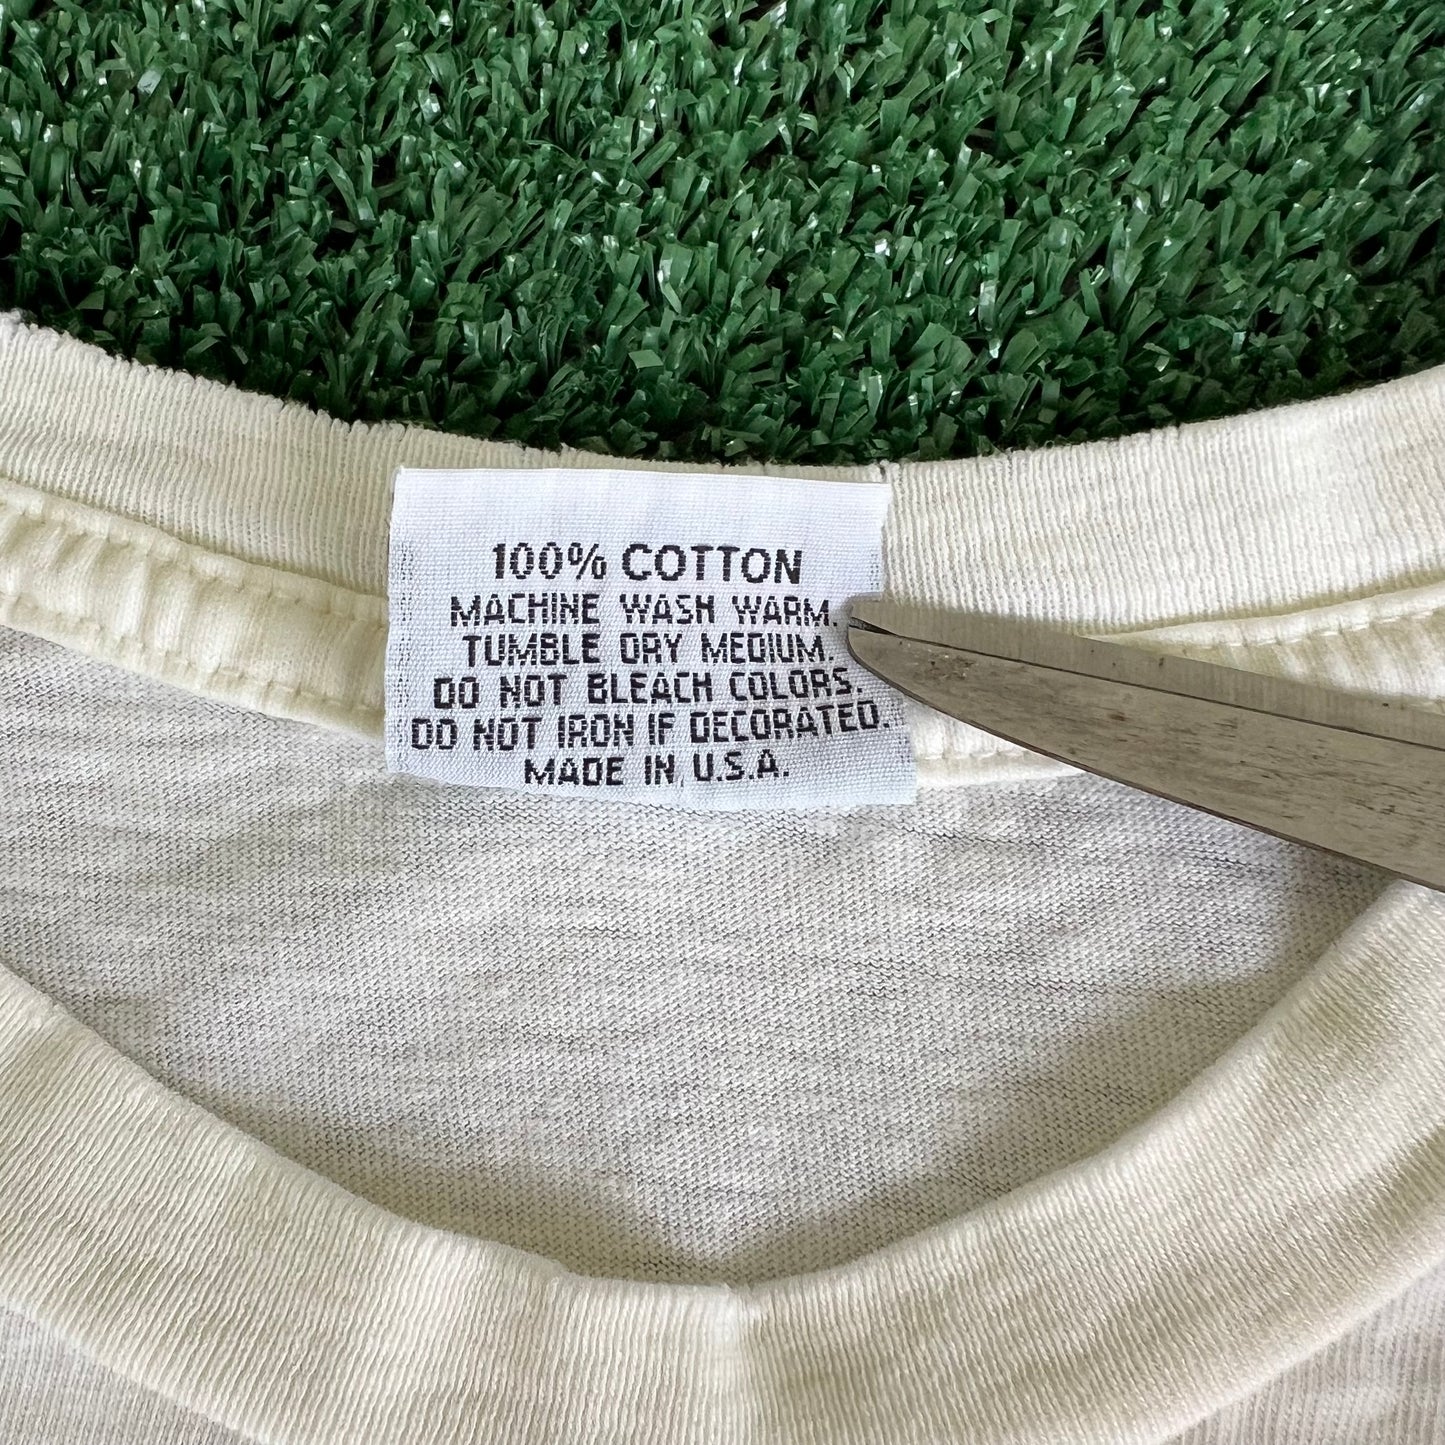 100% COTTON
MACHINE WASH WARM.
TUMBLE DRY MEDIUM.
DO NOT BLEACH COLORS.
DO NOT IRON IF DECORATED.
MADE IN U.S.A.